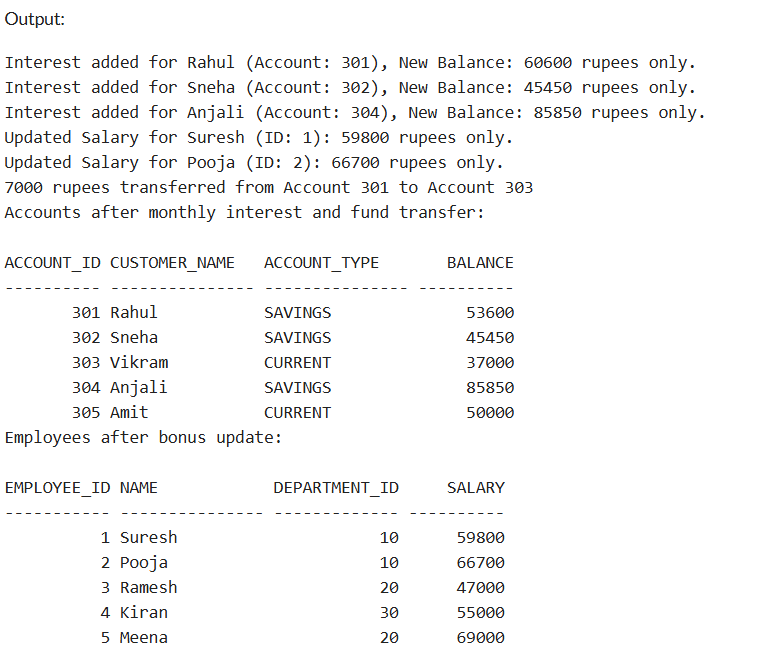 Output:
Interest added for Rahul (Account: 301), New Balance: 60600 rupees only.
Interest added for Sneha (Account: 302), New Balance: 45450 rupees only.
Interest added for Anjali (Account: 304), New Balance: 85850 rupees only.
Updated Salary for Suresh (ID: 1): 59800 rupees only.
Updated Salary for Pooja (ID: 2): 66700 rupees only.
7000 rupees transferred from Account 301 to Account 303
Accounts after monthly interest and fund transfer:

ACCOUNT_ID CUSTOMER_NAME   ACCOUNT_TYPE       BALANCE
---------- --------------- --------------- ----------
       301 Rahul           SAVINGS              53600
       302 Sneha           SAVINGS              45450
       303 Vikram          CURRENT              37000
       304 Anjali          SAVINGS              85850
       305 Amit            CURRENT              50000
Employees after bonus update:

EMPLOYEE_ID NAME            DEPARTMENT_ID     SALARY
----------- --------------- ------------- ----------
          1 Suresh                     10      59800
          2 Pooja                      10      66700
          3 Ramesh                     20      47000
          4 Kiran                      30      55000
          5 Meena                      20      69000